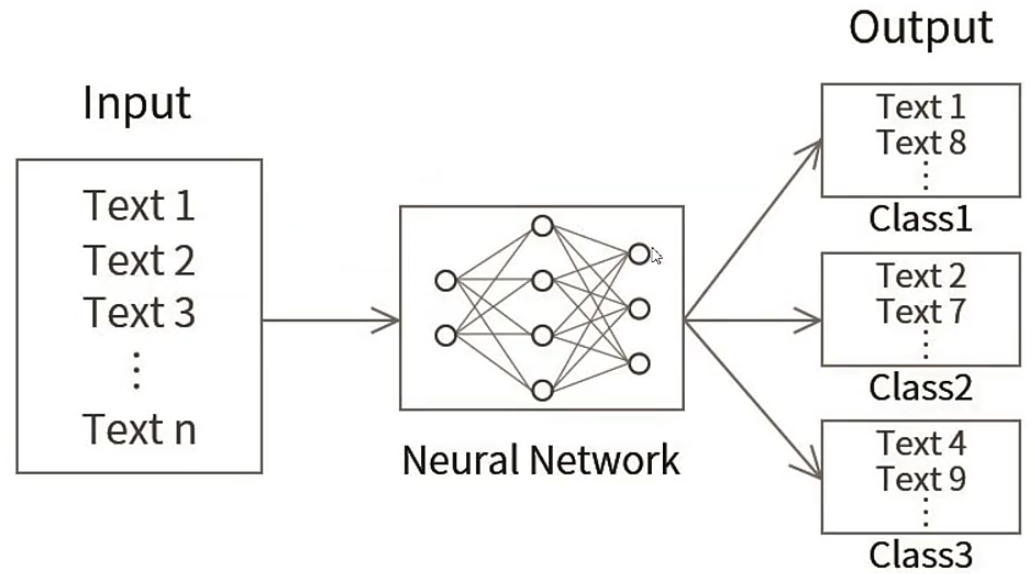 Input
Text 1
Text 2
Text 3
⋮
Text n
Neural Network
Output
Text 1
Text 8
⋮
Class1
Text 2
Text 7
⋮
Class2
Text 4
Text 9
⋮
Class3